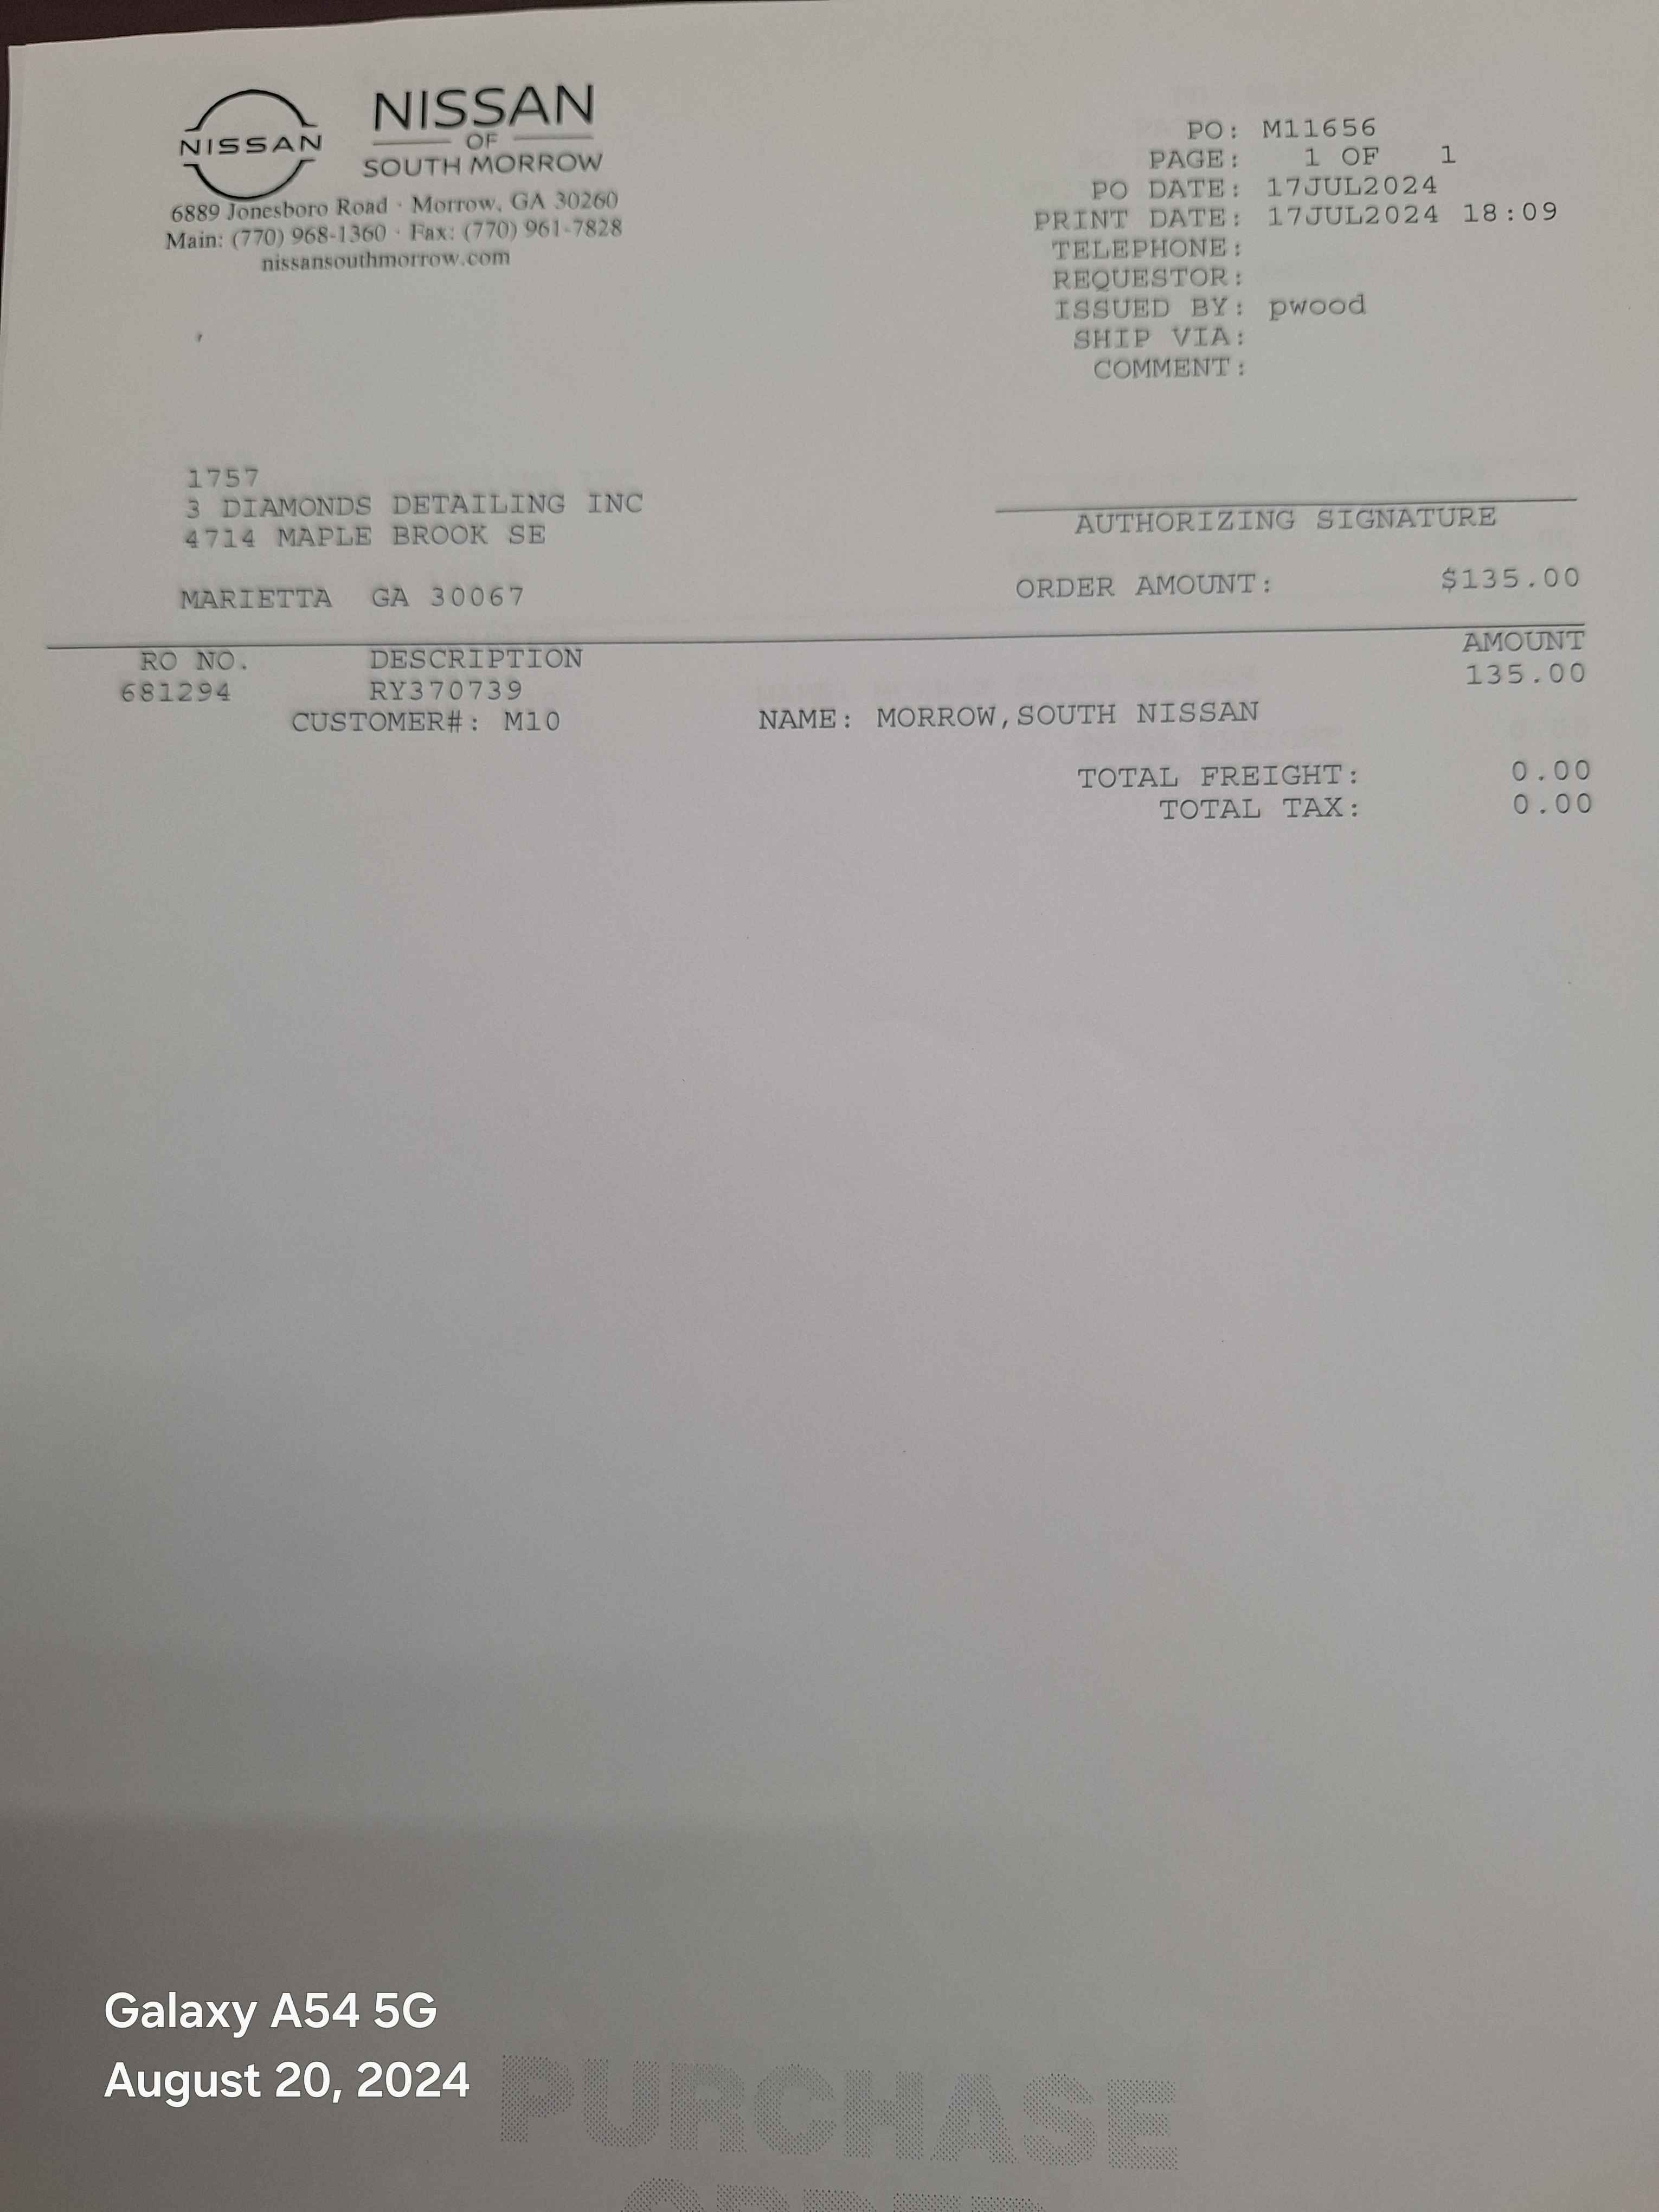 NISSAN
NISSAN
OF
SOUTH MORROW
6889 Jonesboro Road · Morrow, GA 30260
Main: (770) 968-1360 · Fax: (770) 961-7828
nissansouthmorrow.com
PO: M11656
PAGE: 1 OF 1
PO DATE: 17JUL2024
PRINT DATE: 17JUL2024 18:09
TELEPHONE:
REQUESTOR:
ISSUED BY: pwood
SHIP VIA:
COMMENT:
1757
3 DIAMONDS DETAILING INC
4714 MAPLE BROOK SE
MARIETTA GA 30067
AUTHORIZING SIGNATURE
ORDER AMOUNT: $135.00
RO NO. DESCRIPTION AMOUNT
681294 RY370739 135.00
CUSTOMER#: M10 NAME: MORROW,SOUTH NISSAN
TOTAL FREIGHT: 0.00
TOTAL TAX: 0.00
Galaxy A54 5G
August 20, 2024
PURCHASE
ORDER